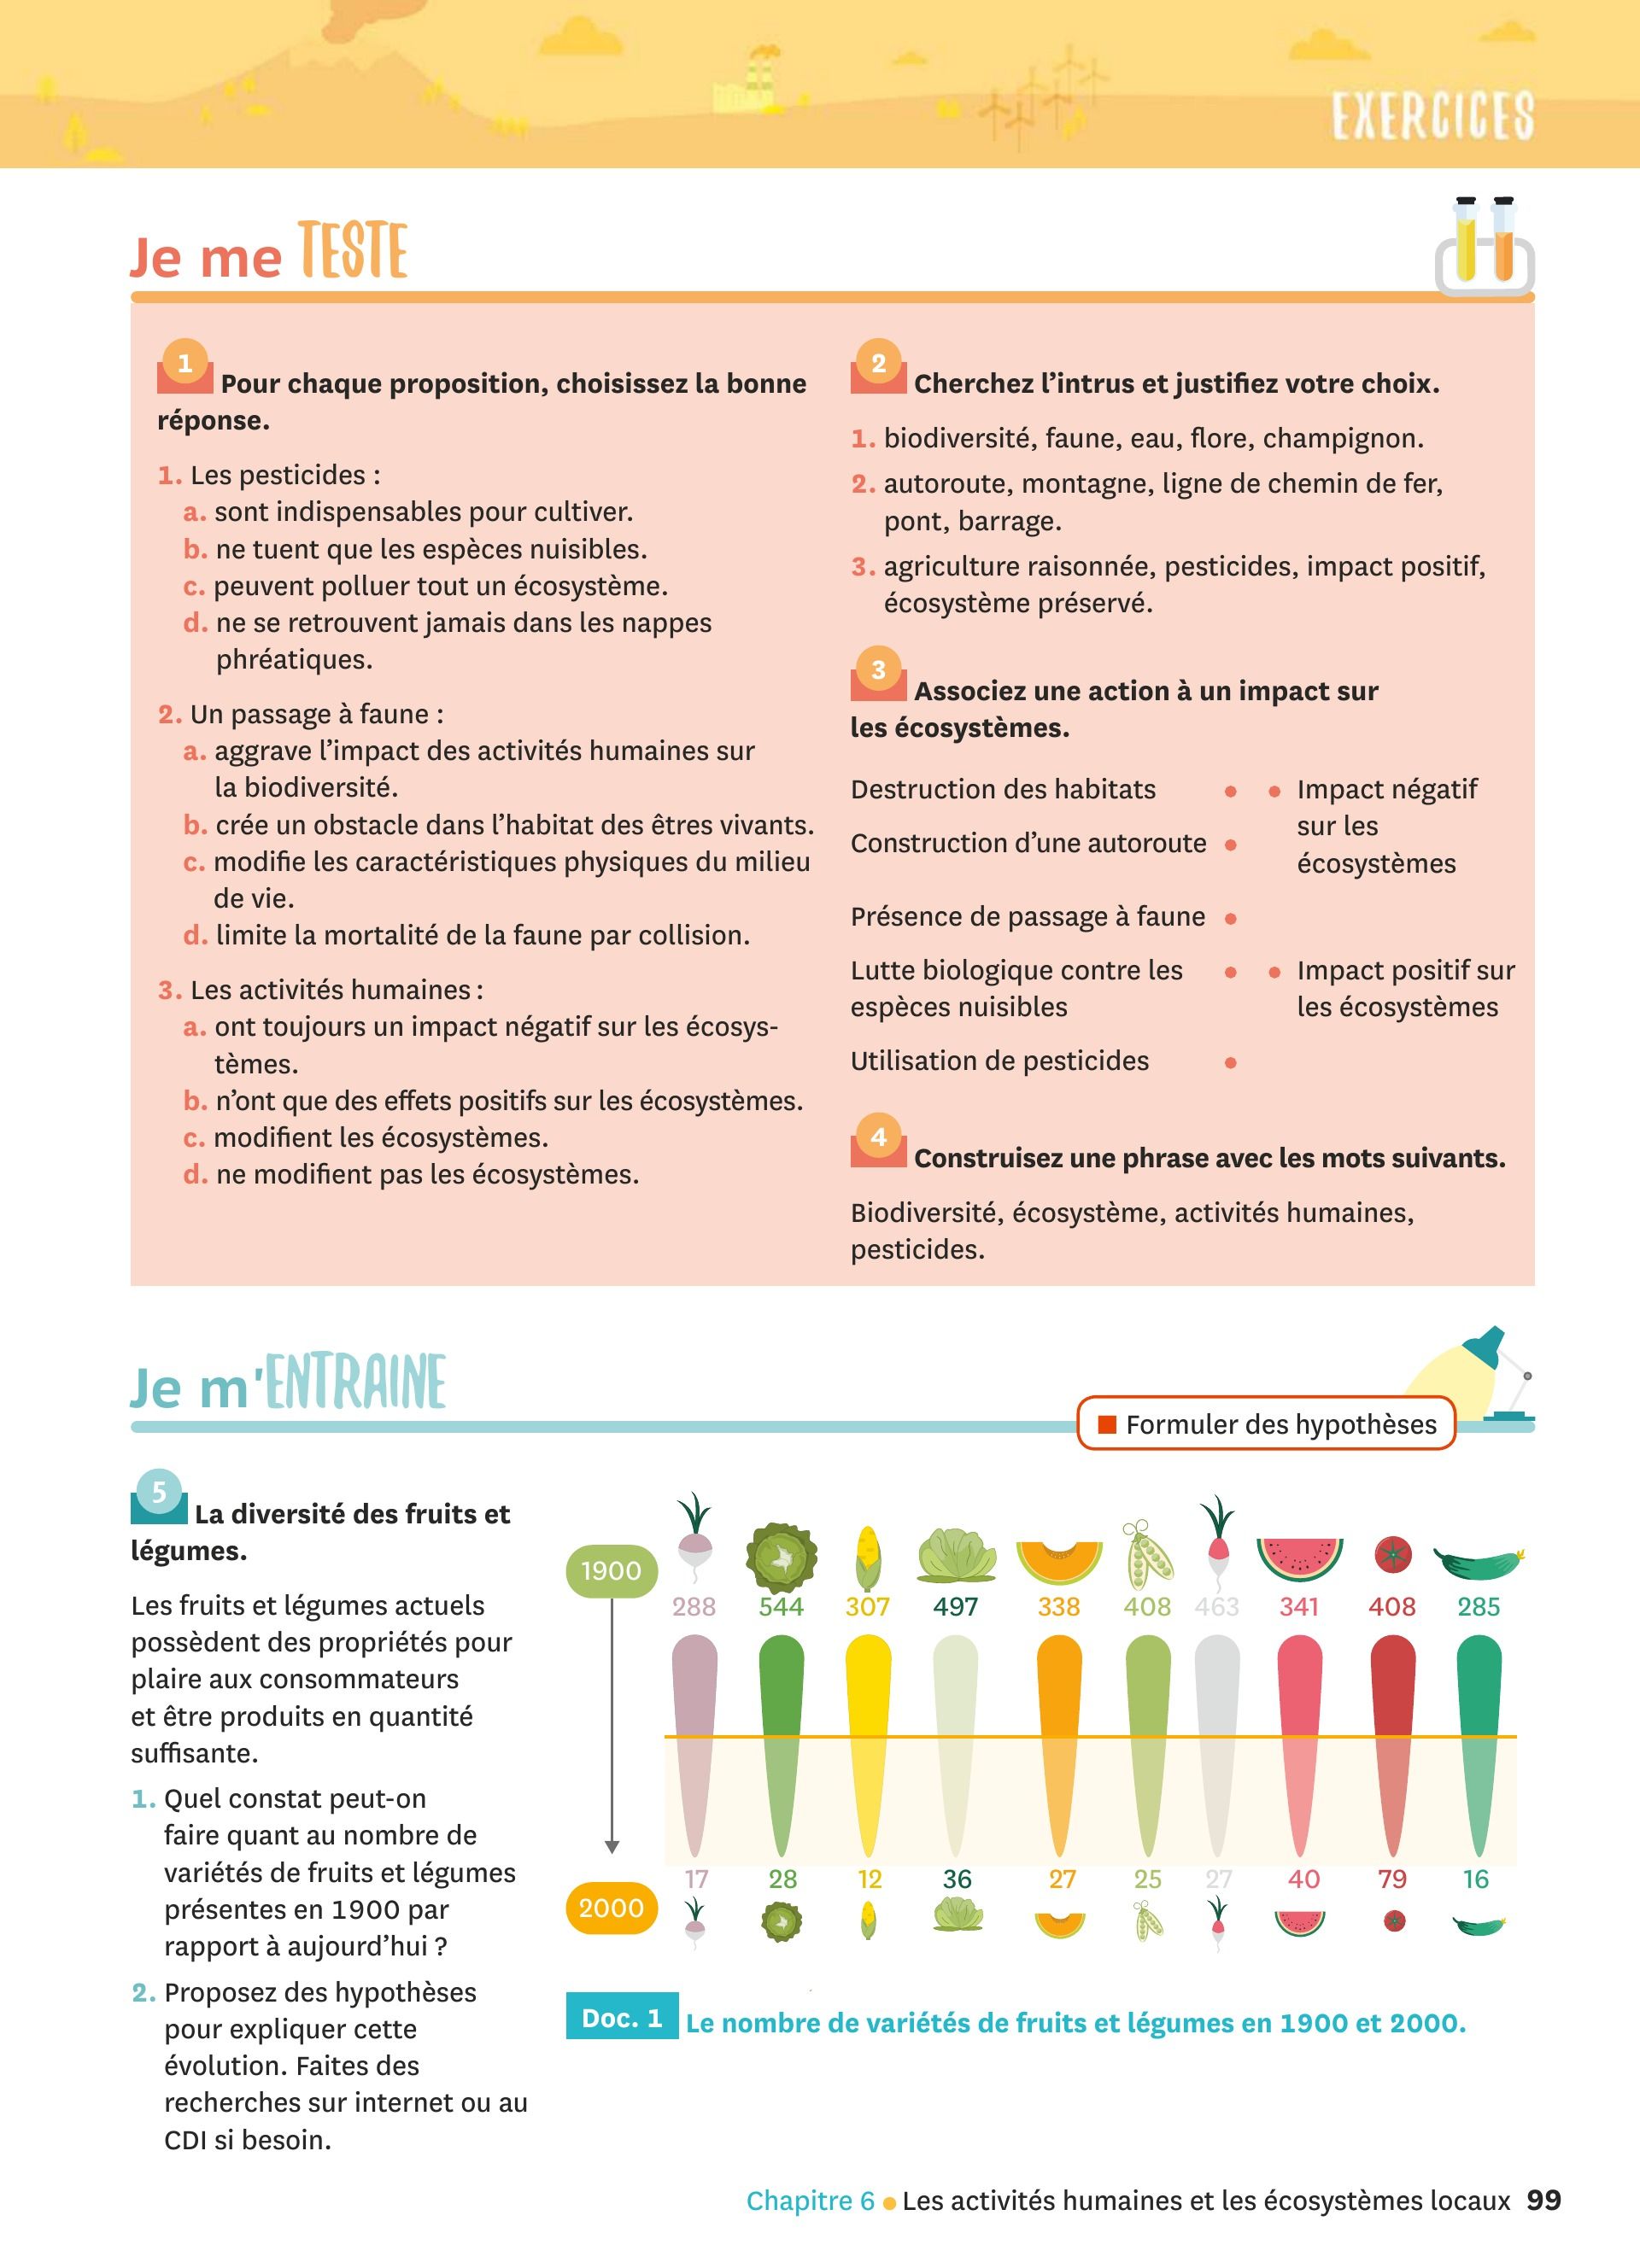 EXERCICES
Je me TESTE
1 Pour chaque proposition, choisissez la bonne
réponse.
1. Les pesticides :
a. sont indispensables pour cultiver.
b. ne tuent que les espèces nuisibles.
c. peuvent polluer tout un écosystème.
d. ne se retrouvent jamais dans les nappes
phréatiques.
2. Un passage à faune :
a. aggrave l'impact des activités humaines sur
la biodiversité.
b. crée un obstacle dans l'habitat des êtres vivants.
c. modifie les caractéristiques physiques du milieu
de vie.
d. limite la mortalité de la faune par collision.
3. Les activités humaines :
a. ont toujours un impact négatif sur les écosys-
tèmes.
b. n'ont que des effets positifs sur les écosystèmes.
c. modifient les écosystèmes.
d. ne modifient pas les écosystèmes.
2 Cherchez l'intrus et justifiez votre choix.
1. biodiversité, faune, eau, flore, champignon.
2. autoroute, montagne, ligne de chemin de fer,
pont, barrage.
3. agriculture raisonnée, pesticides, impact positif,
écosystème préservé.
3 Associez une action à un impact sur
les écosystèmes.
Destruction des habitats • • Impact négatif
sur les
Construction d'une autoroute •
écosystèmes
Présence de passage à faune •
Lutte biologique contre les • • Impact positif sur
espèces nuisibles les écosystèmes
Utilisation de pesticides •
4 Construisez une phrase avec les mots suivants.
Biodiversité, écosystème, activités humaines,
pesticides.
Je m'ENTRAINE
■ Formuler des hypothèses
5 La diversité des fruits et
légumes.
Les fruits et légumes actuels
possèdent des propriétés pour
plaire aux consommateurs
et être produits en quantité
suffisante.
1. Quel constat peut-on
faire quant au nombre de
variétés de fruits et légumes
présentes en 1900 par
rapport à aujourd'hui ?
2. Proposez des hypothèses
pour expliquer cette
évolution. Faites des
recherches sur internet ou au
CDI si besoin.
1900
288 544 307 497 338 408 463 341 408 285
17 28 12 36 27 25 27 40 79 16
2000
Doc. 1 Le nombre de variétés de fruits et légumes en 1900 et 2000.
Chapitre 6 • Les activités humaines et les écosystèmes locaux 99